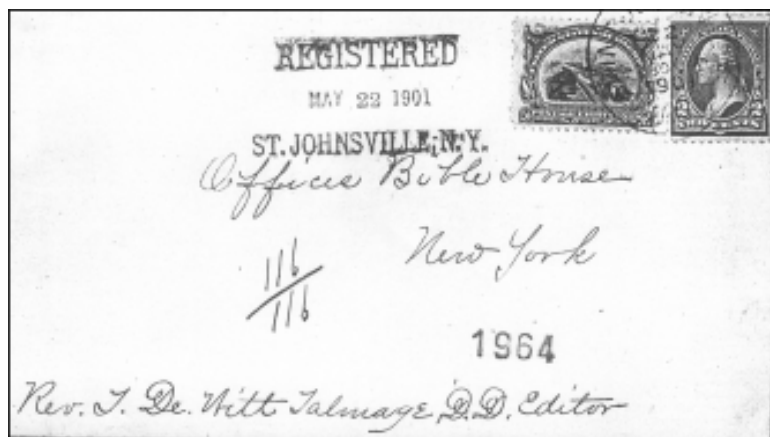 REGISTERED
MAY 22 1901
ST. JOHNSVILLE, N.Y.
Offices Bible House
New York
116
116
1964
Rev. T. De. Witt Talmage, D.D. Editor